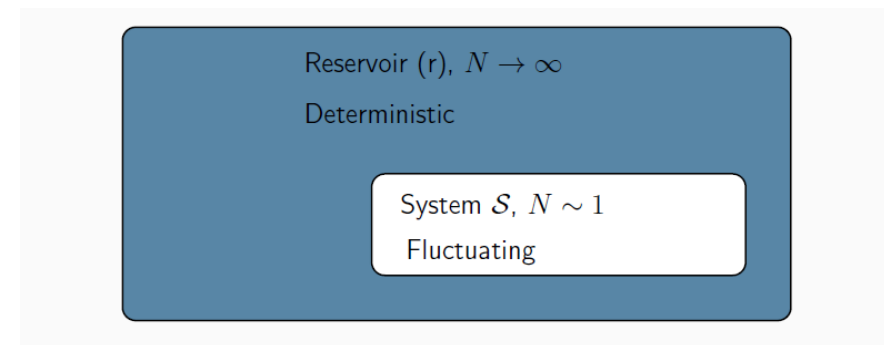 Reservoir (r), N → ∞
Deterministic
System 𝒮, N ∼ 1
Fluctuating